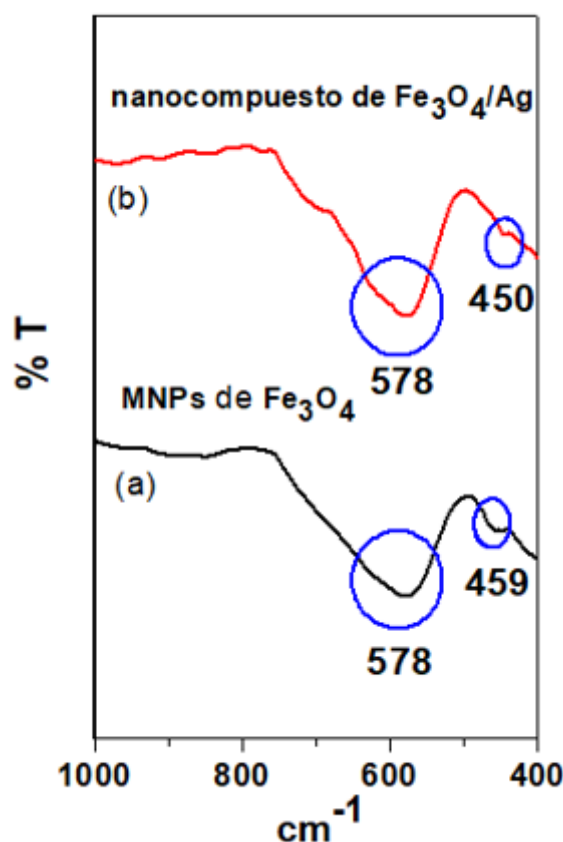 nanocompuesto de Fe₃O₄/Ag
(b)
450
578
% T
MNPs de Fe₃O₄
(a)
459
578
1000 800 600 400
cm⁻¹